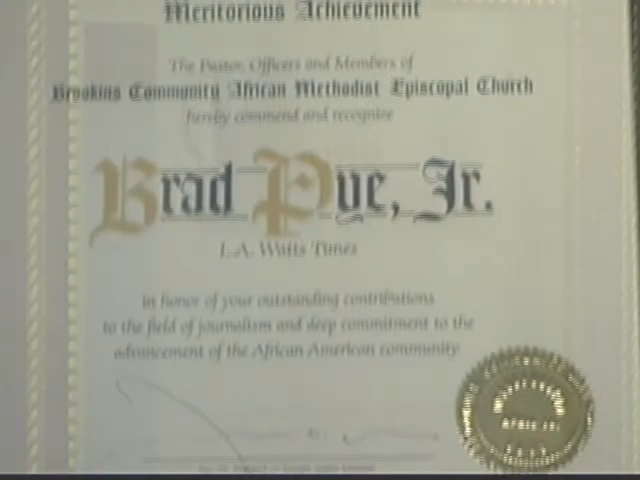 Meritorious Achievement
The Pastor, Officers and Members of
Brookins Community African Methodist Episcopal Church
hereby commend and recognize
Brad Pye, Jr.
L.A. Watts Times
in honor of your outstanding contributions
to the field of journalism and deep commitment to the
advancement of the African American community.